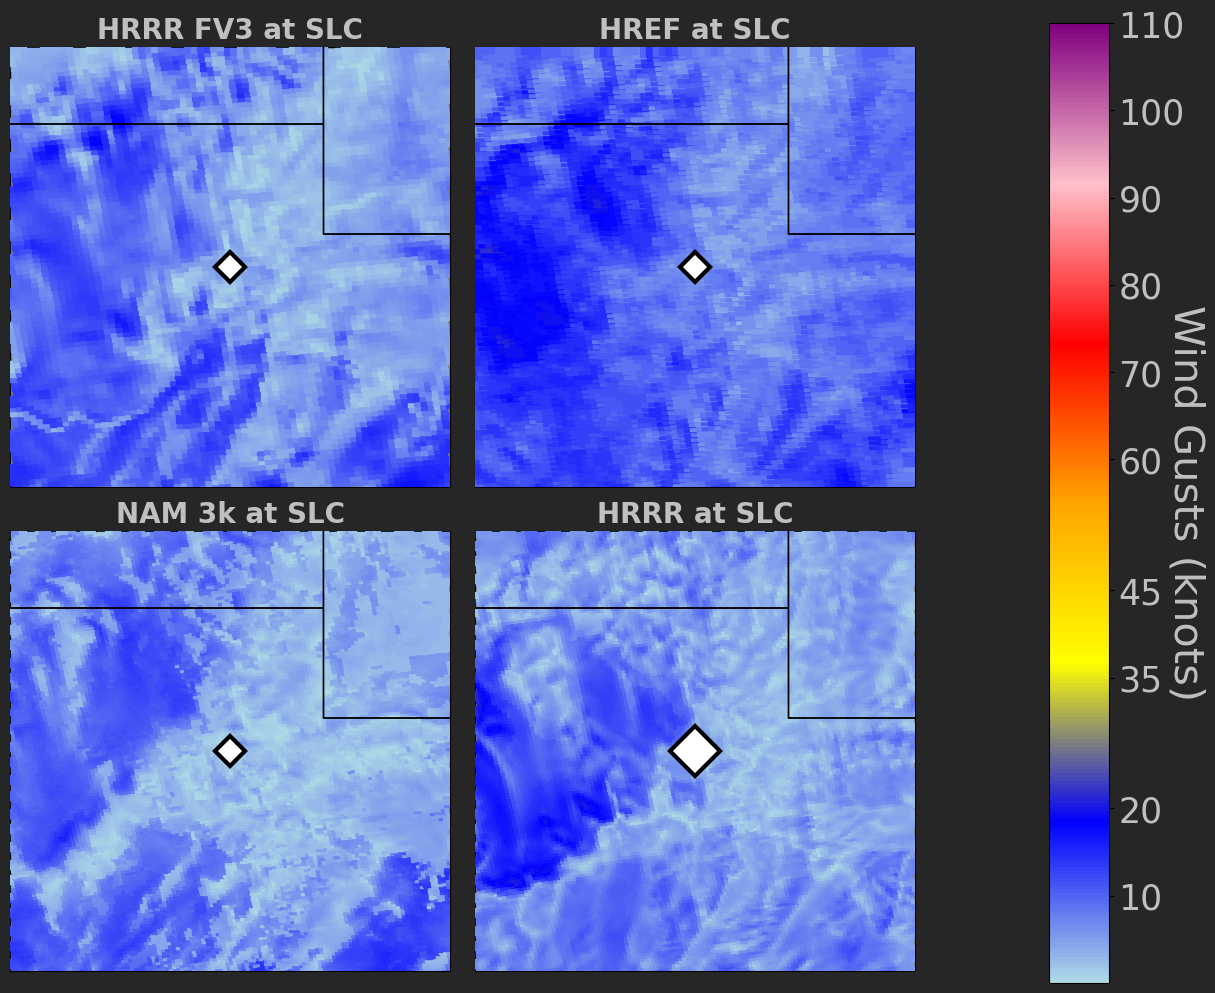 HRRR FV3 at SLC
HREF at SLC
NAM 3k at SLC
HRRR at SLC
110
100
90
80
70
60
45
35
20
10
Wind Gusts (knots)